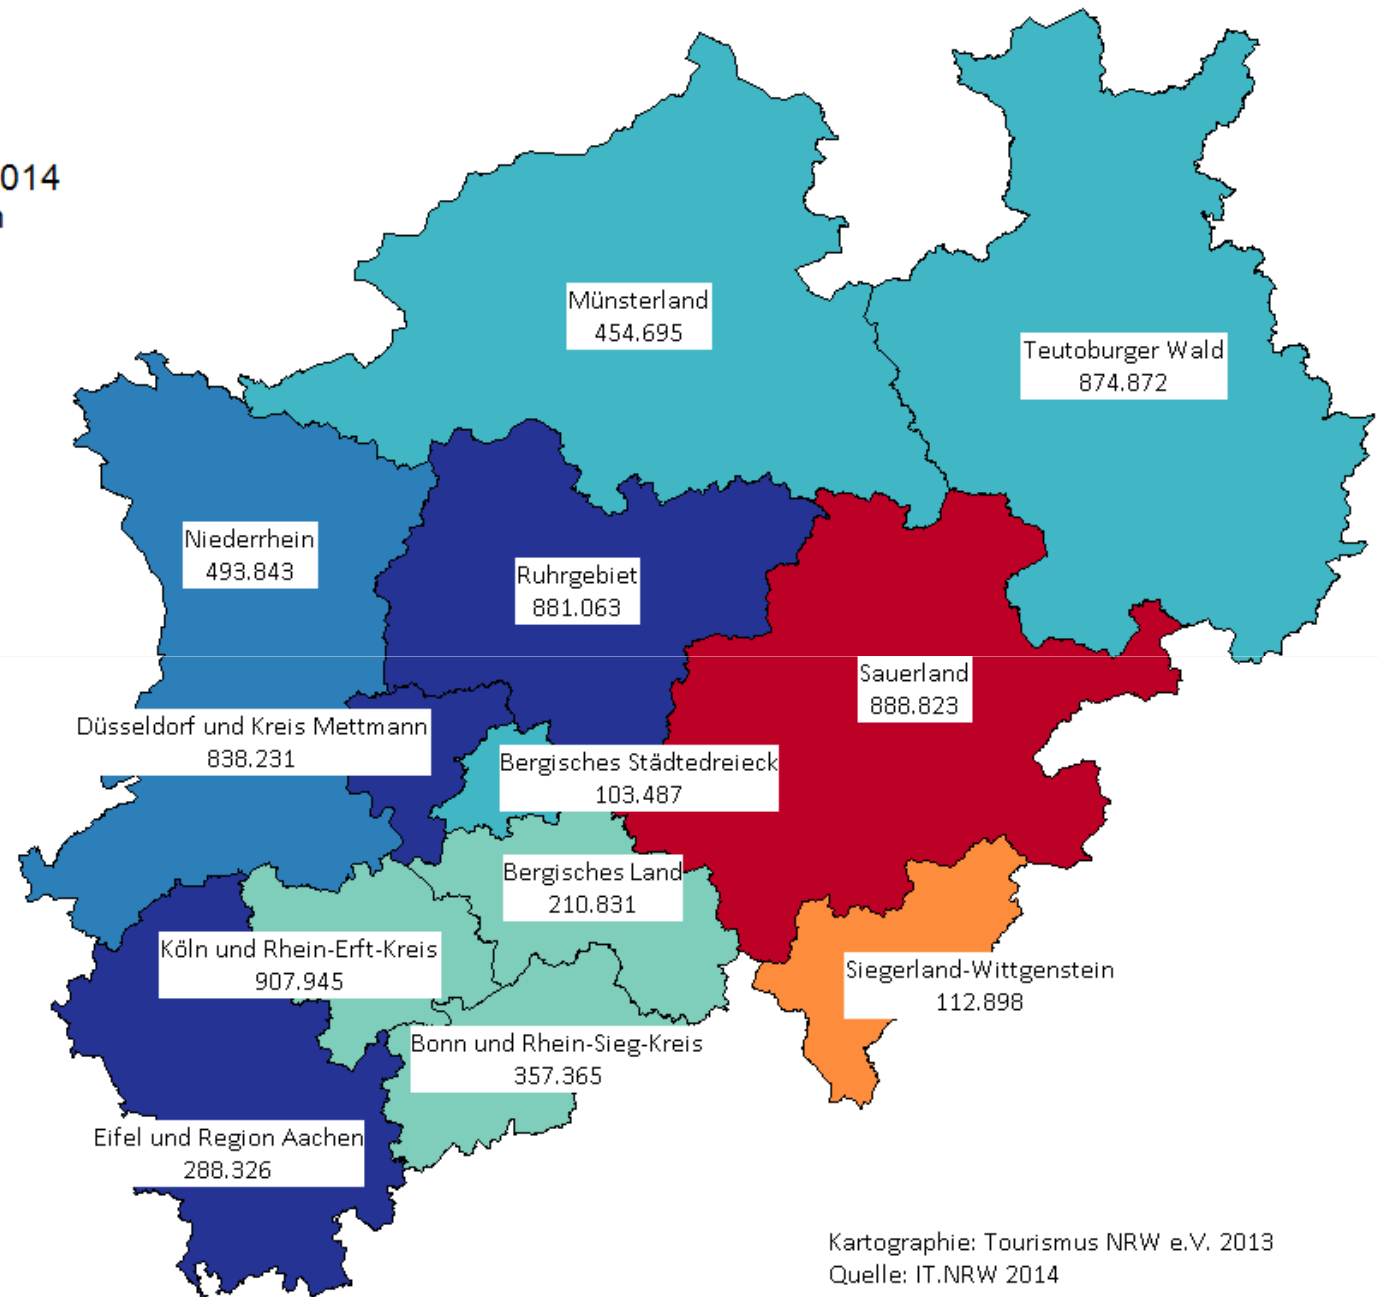 014
Münsterland
454.695
Teutoburger Wald
874.872
Niederrhein
493.843
Ruhrgebiet
881.063
Sauerland
888.823
Düsseldorf und Kreis Mettmann
838.231
Bergisches Städtedreieck
103.487
Bergisches Land
210.831
Köln und Rhein-Erft-Kreis
907.945
Siegerland-Wittgenstein
112.898
Bonn und Rhein-Sieg-Kreis
357.365
Eifel und Region Aachen
288.326
Kartographie: Tourismus NRW e.V. 2013
Quelle: IT.NRW 2014